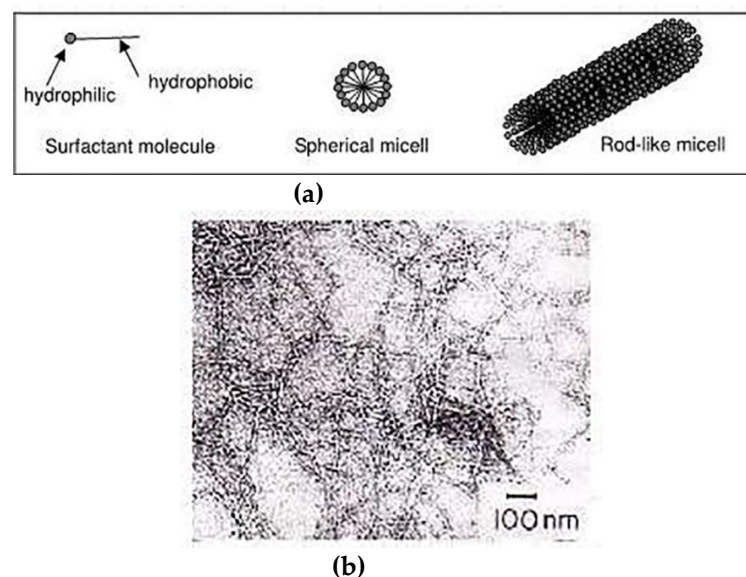 hydrophilic
hydrophobic
Surfactant molecule
Spherical micell
Rod-like micell
(a)
100 nm
(b)